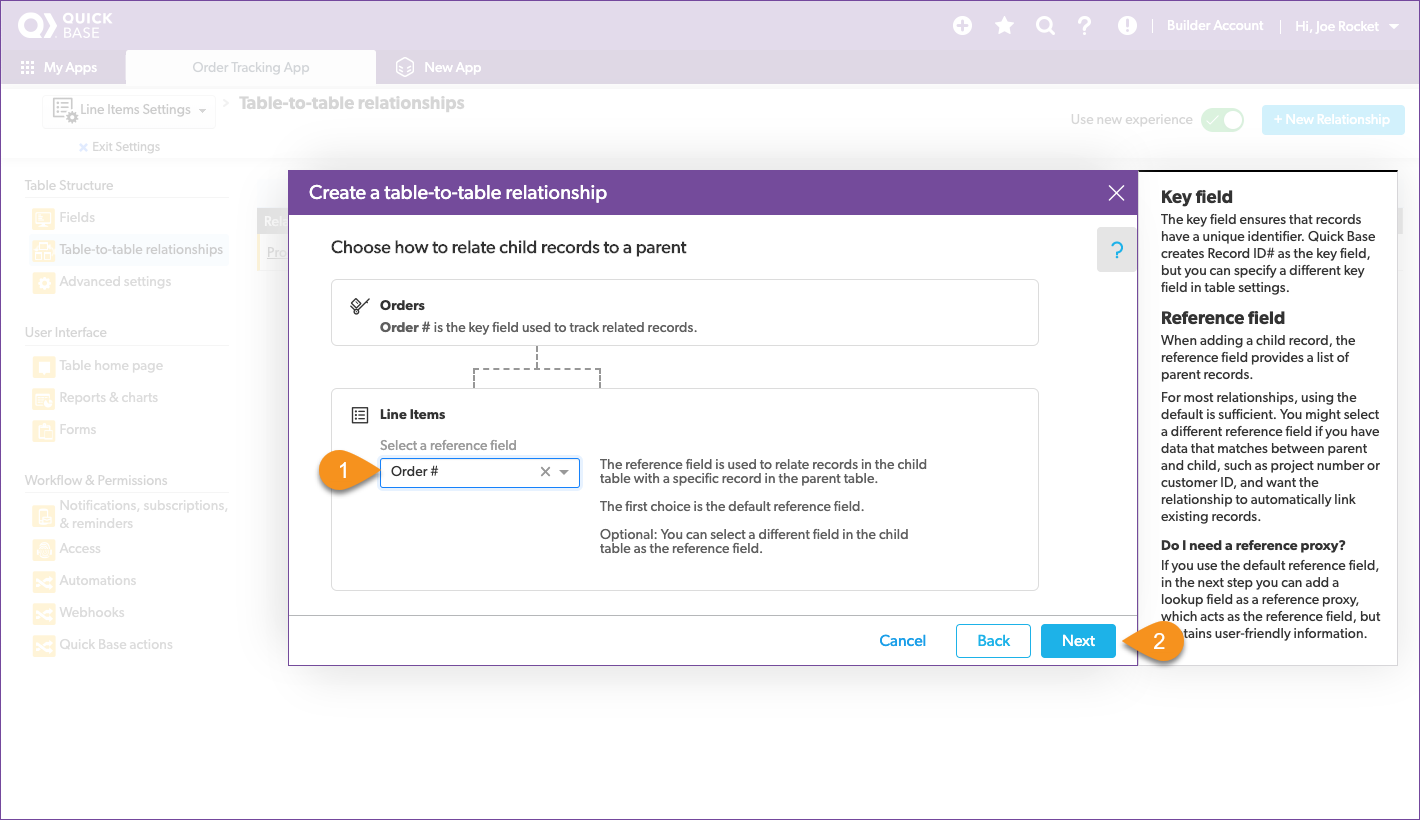 QUICK
BASE
Builder Account
Hi, Joe Rocket
My Apps
Order Tracking App
New App
Line Items Settings
> Table-to-table relationships
Use new experience
+ New Relationship
× Exit Settings
Table Structure
Fields
Table-to-table relationships
Advanced settings
User Interface
Table home page
Reports & charts
Forms
Workflow & Permissions
Notifications, subscriptions,
& reminders
Access
Automations
Webhooks
Quick Base actions
Rela
Pro
Create a table-to-table relationship
Choose how to relate child records to a parent
?
Orders
Order # is the key field used to track related records.
Line Items
Select a reference field
1
Order #
The reference field is used to relate records in the child
table with a specific record in the parent table.
The first choice is the default reference field.
Optional: You can select a different field in the child
table as the reference field.
Cancel
Back
Next
2
Key field
The key field ensures that records
have a unique identifier. Quick Base
creates Record ID# as the key field,
but you can specify a different key
field in table settings.
Reference field
When adding a child record, the
reference field provides a list of
parent records.
For most relationships, using the
default is sufficient. You might select
a different reference field if you have
data that matches between parent
and child, such as project number or
customer ID, and want the
relationship to automatically link
existing records.
Do I need a reference proxy?
If you use the default reference field,
in the next step you can add a
lookup field as a reference proxy,
which acts as the reference field, but
tains user-friendly information.